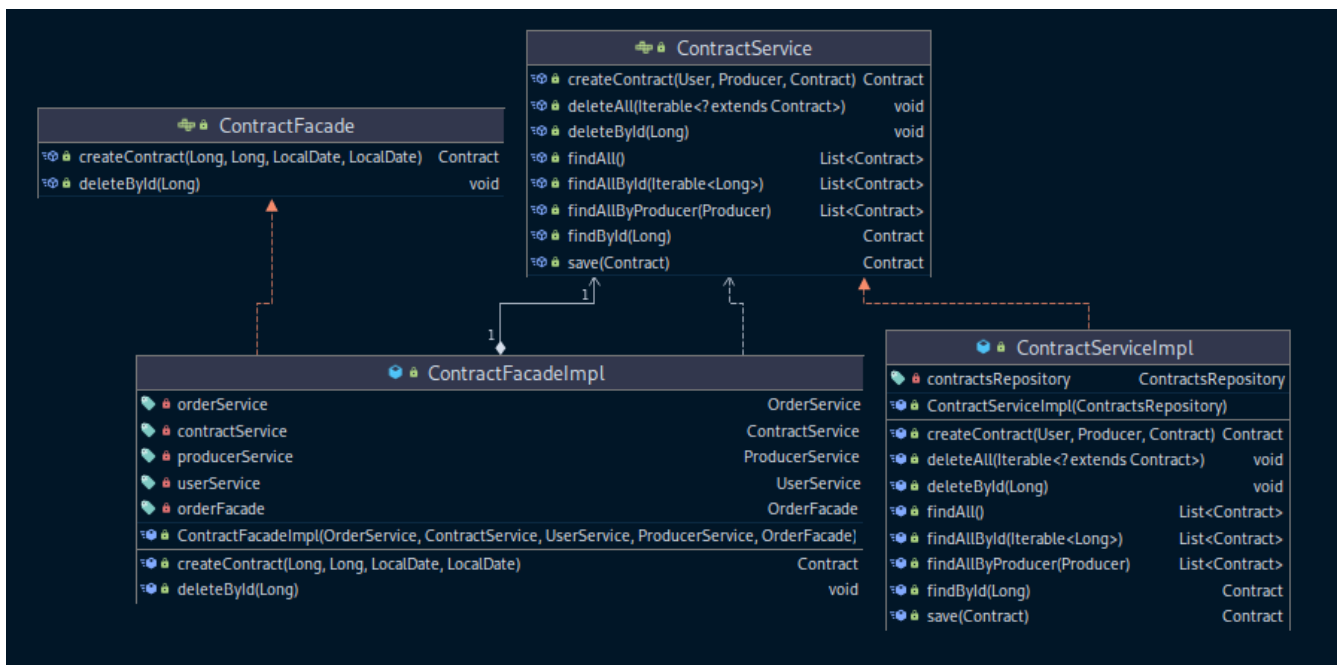 ContractService
createContract(User, Producer, Contract) Contract
deleteAll(Iterable<? extends Contract>) void
deleteById(Long) void
findAll() List<Contract>
findAllById(Iterable<Long>) List<Contract>
findAllByProducer(Producer) List<Contract>
findById(Long) Contract
save(Contract) Contract
ContractFacade
createContract(Long, Long, LocalDate, LocalDate) Contract
deleteById(Long) void
1
1
ContractFacadeImpl
orderService OrderService
contractService ContractService
producerService ProducerService
userService UserService
orderFacade OrderFacade
ContractFacadeImpl(OrderService, ContractService, UserService, ProducerService, OrderFacade)
createContract(Long, Long, LocalDate, LocalDate) Contract
deleteById(Long) void
ContractServiceImpl
contractsRepository ContractsRepository
ContractServiceImpl(ContractsRepository)
createContract(User, Producer, Contract) Contract
deleteAll(Iterable<? extends Contract>) void
deleteById(Long) void
findAll() List<Contract>
findAllById(Iterable<Long>) List<Contract>
findAllByProducer(Producer) List<Contract>
findById(Long) Contract
save(Contract) Contract